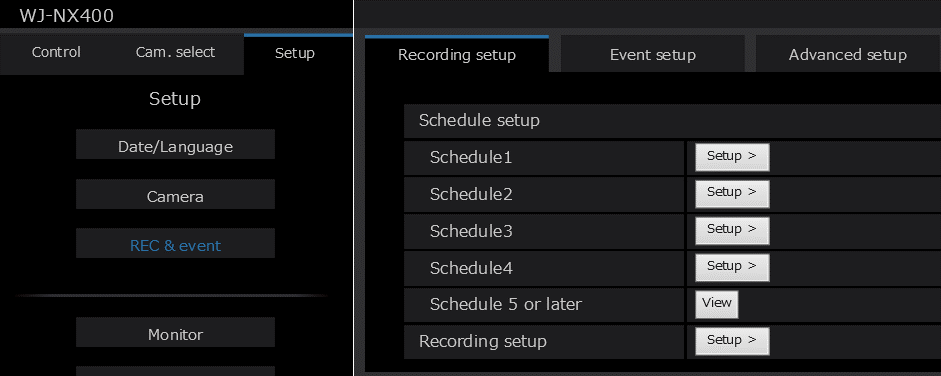 WJ-NX400
Control Cam. select Setup
Setup
Date/Language
Camera
REC & event
Monitor
Recording setup Event setup Advanced setup
Schedule setup
Schedule1 Setup >
Schedule2 Setup >
Schedule3 Setup >
Schedule4 Setup >
Schedule 5 or later View
Recording setup Setup >